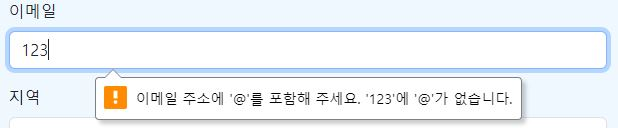 이메일
123
이메일 주소에 '@'를 포함해 주세요. '123'에 '@'가 없습니다.
지역